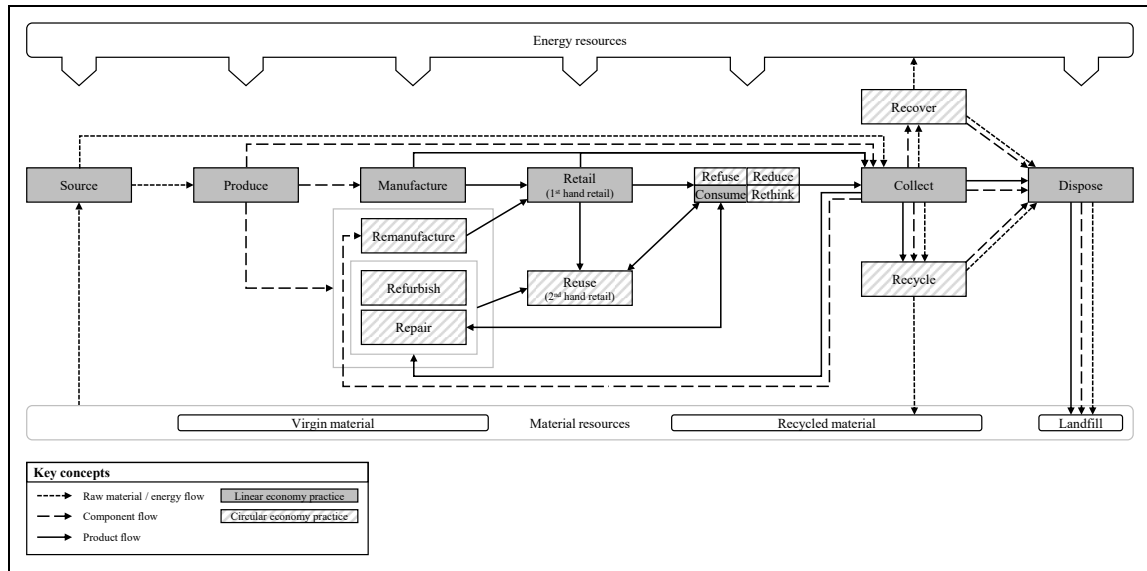 Energy resources
Recover
Source
Produce
Manufacture
Retail
(1st hand retail)
Refuse
Reduce
Consume
Rethink
Collect
Dispose
Remanufacture
Refurbish
Repair
Reuse
(2nd hand retail)
Recycle
Virgin material
Material resources
Recycled material
Landfill
Key concepts
Raw material / energy flow
Linear economy practice
Component flow
Circular economy practice
Product flow